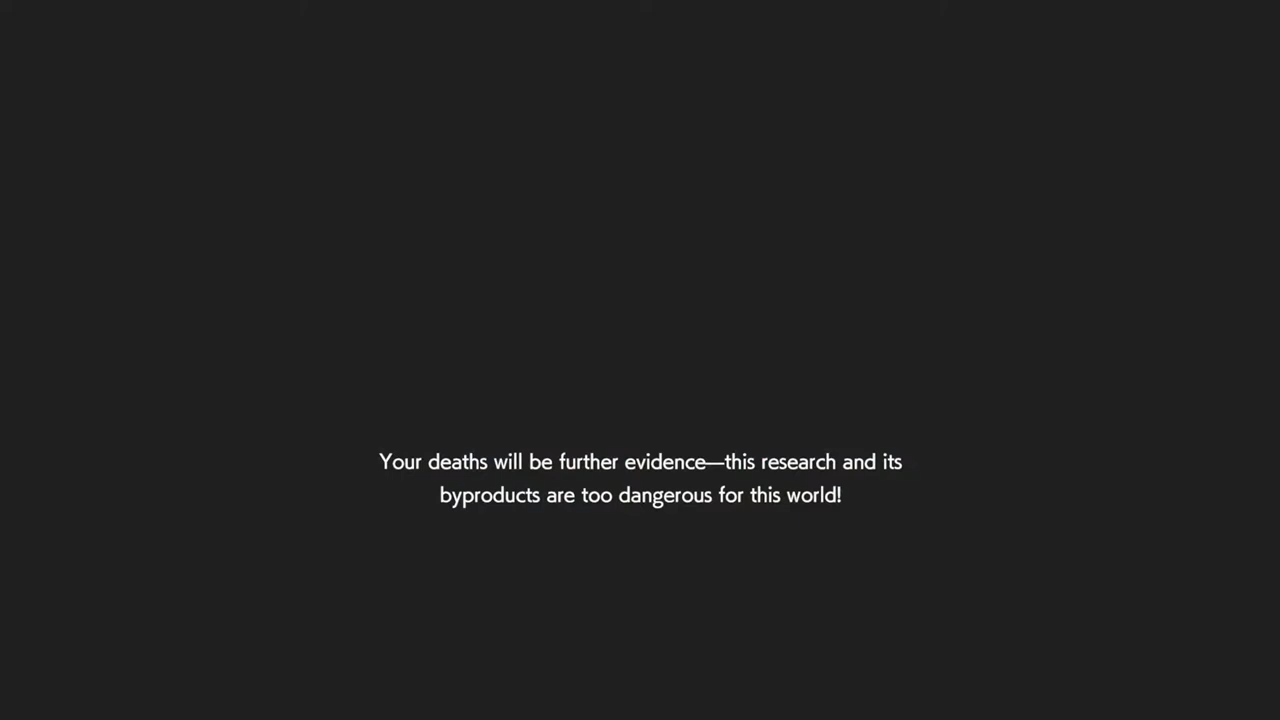 Your deaths will be further evidence—this research and its
byproducts are too dangerous for this world!